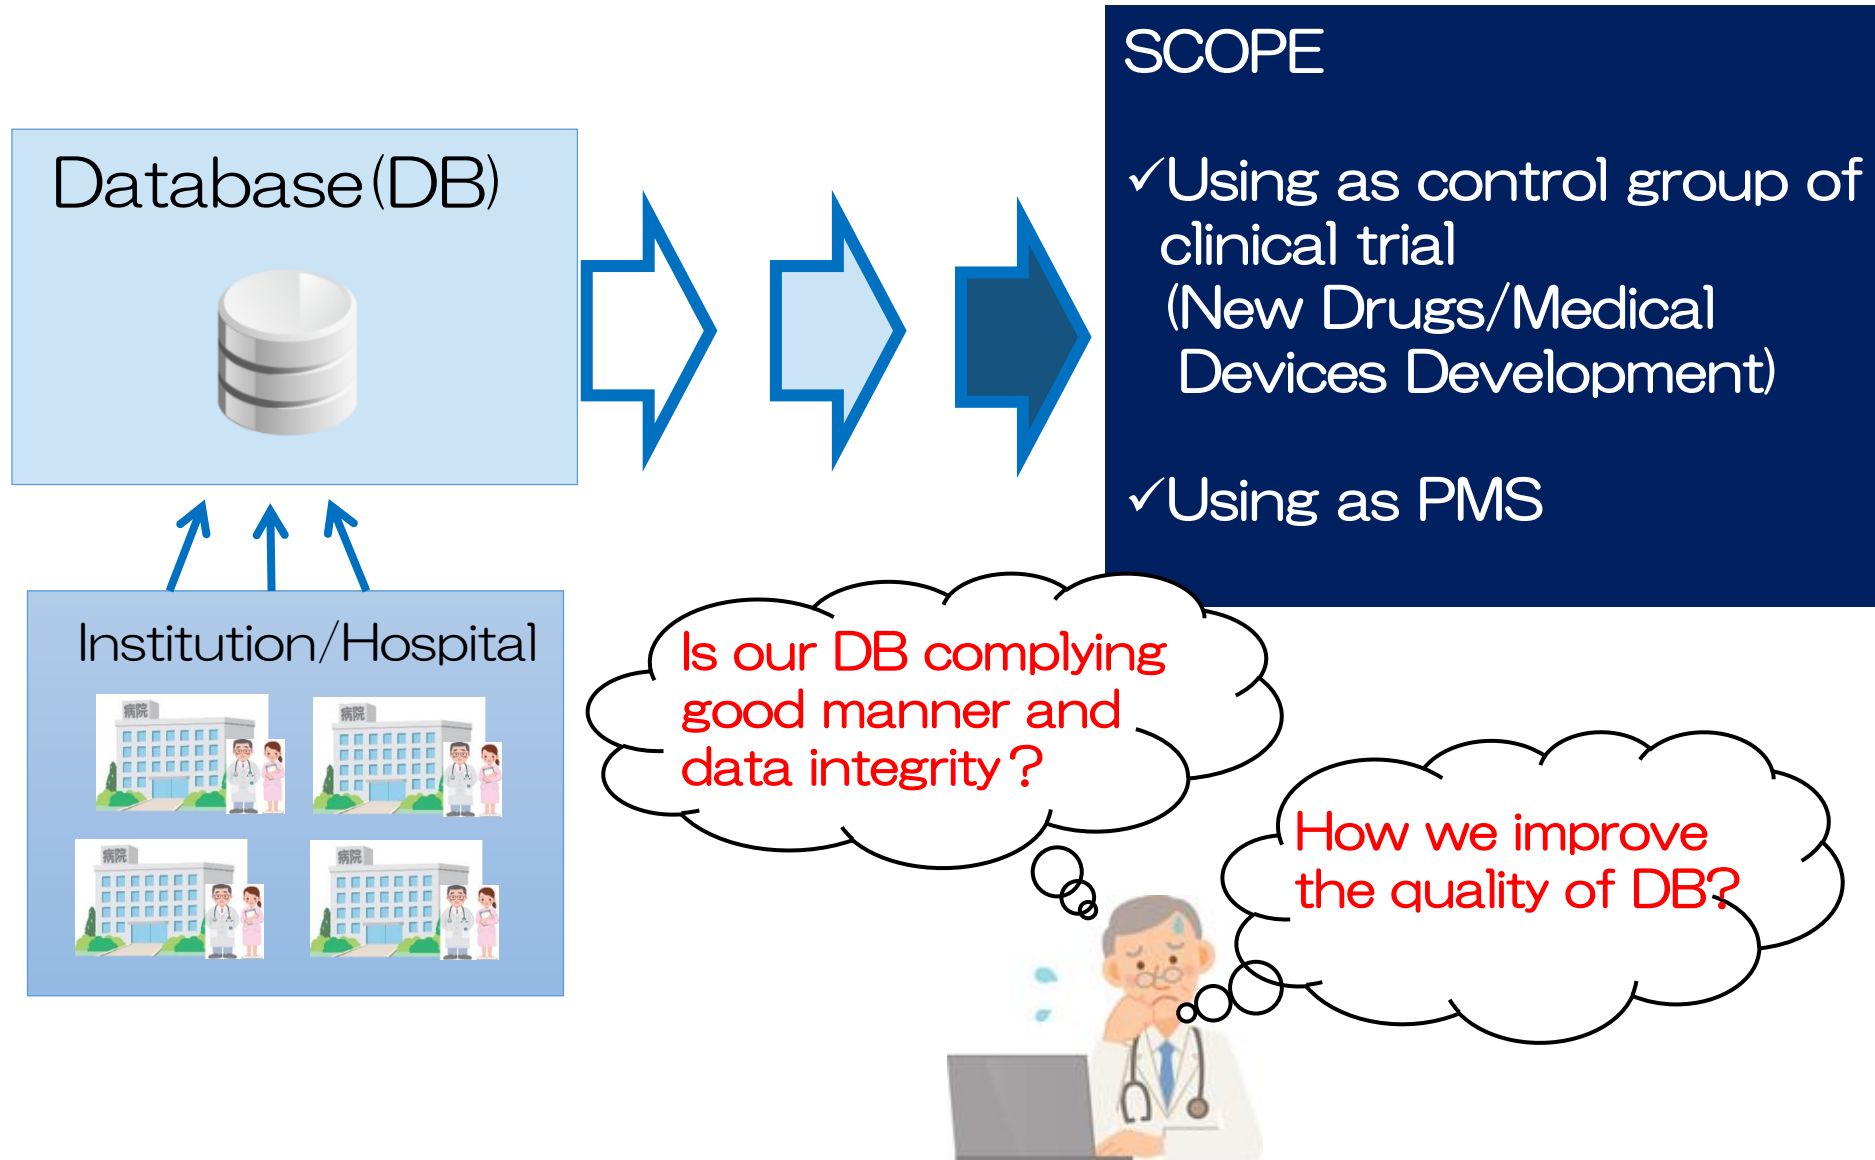 Database(DB)
Institution/Hospital
病院
病院
病院
病院
SCOPE
✓Using as control group of
clinical trial
(New Drugs/Medical
Devices Development)
✓Using as PMS
Is our DB complying
good manner and
data integrity?
How we improve
the quality of DB?